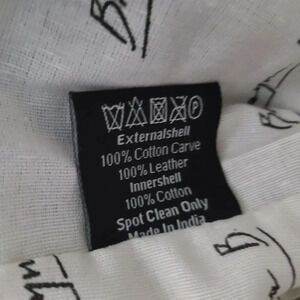 Externalshell
100% Cotton Carve
100% Leather
Innershell
100% Cotton
Spot Clean Only
Made In India